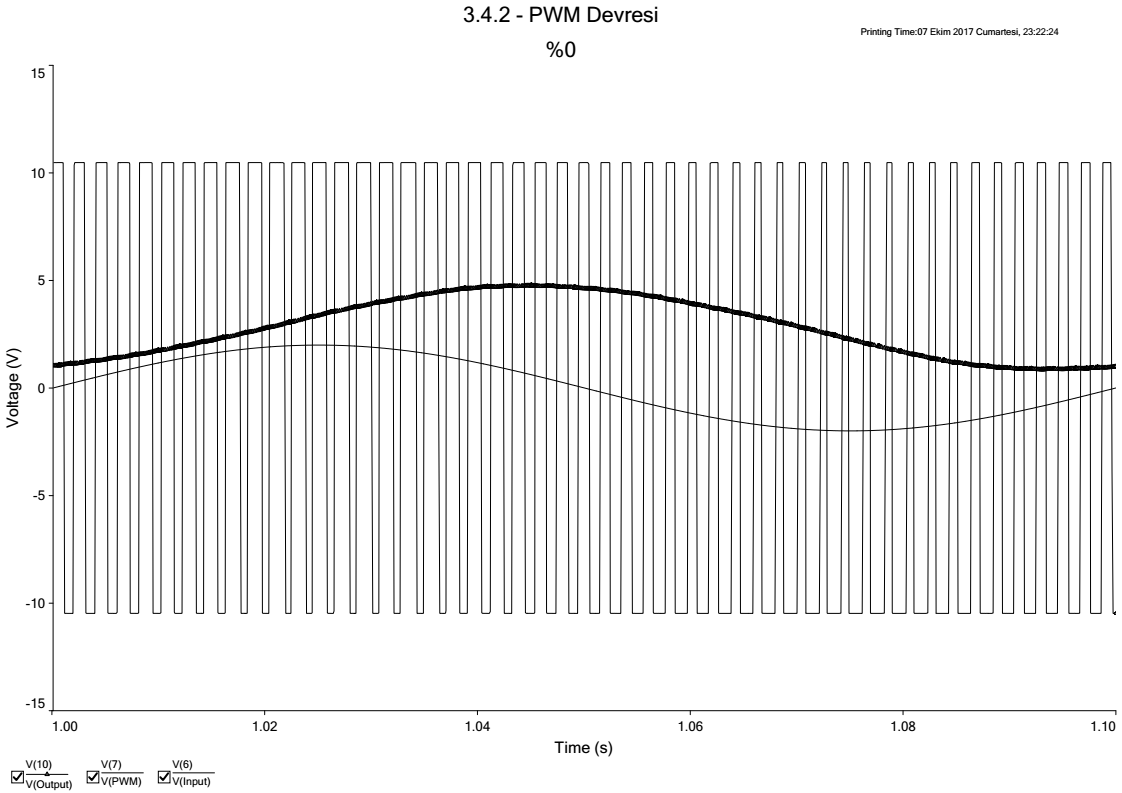 3.4.2 - PWM Devresi
Printing Time:07 Ekim 2017 Cumartesi, 23:22:24
%0
15
10
5
0
-5
-10
-15
Voltage (V)
1.00 1.02 1.04 1.06 1.08 1.10
Time (s)
V(10) V(7) V(6)
V(Output) V(PWM) V(Input)